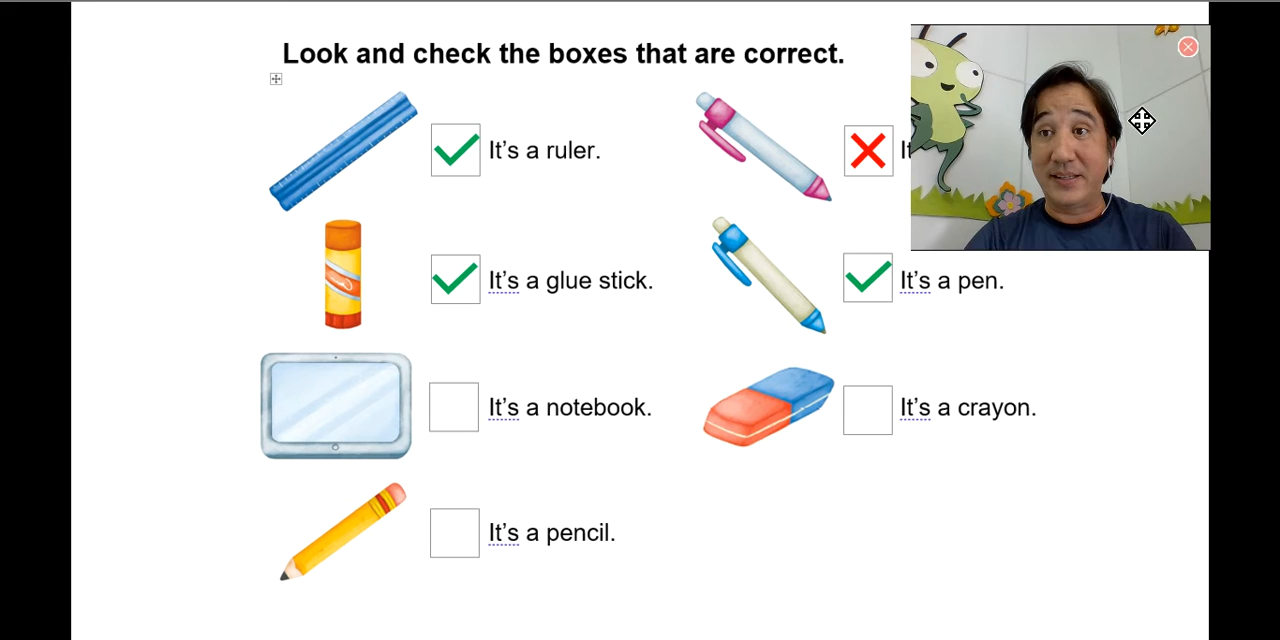 Look and check the boxes that are correct.
It's a ruler.
It's a glue stick.
It's a pen.
It's a notebook.
It's a crayon.
It's a pencil.